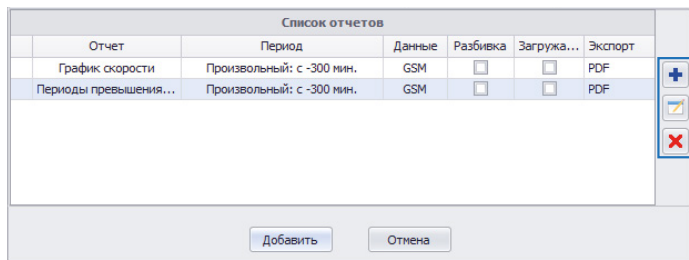 Список отчетов
Отчет Период Данные Разбивка Загружа... Экспорт
График скорости Произвольный: с -300 мин. GSM PDF
Периоды превышения... Произвольный: с -300 мин. GSM PDF
Добавить Отмена